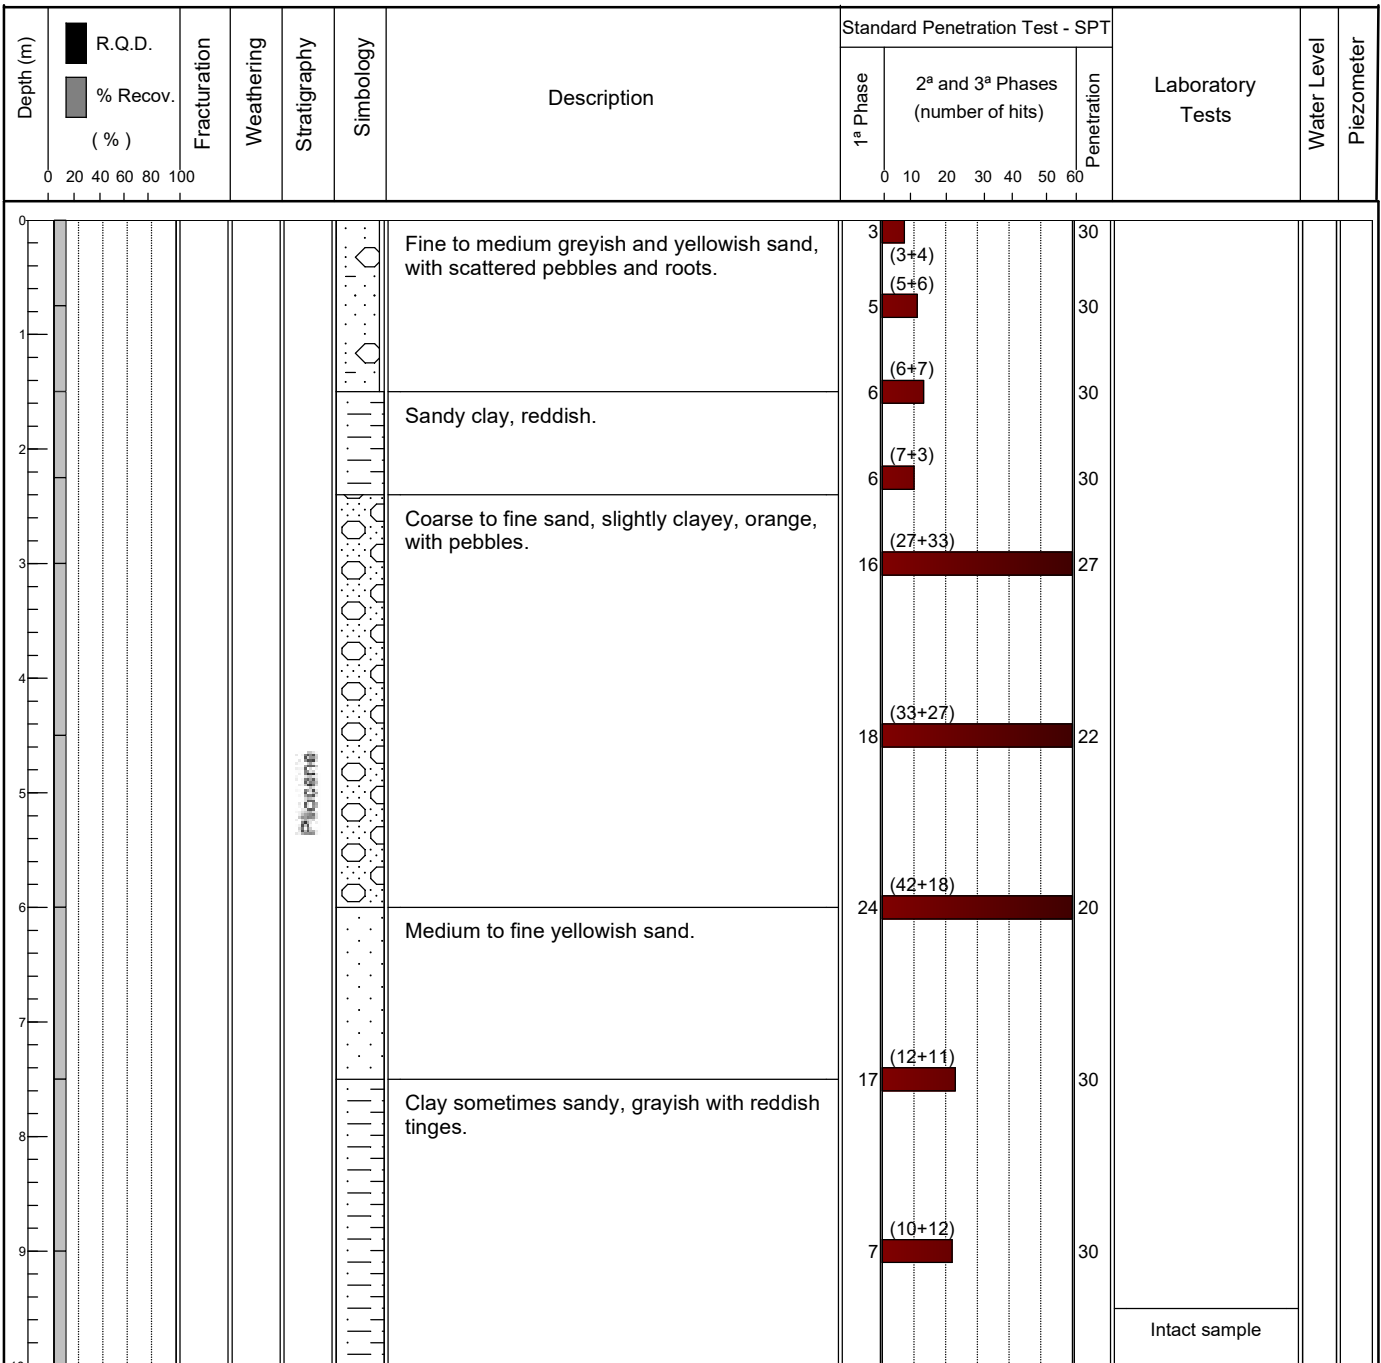 Depth (m)
R.Q.D.
% Recov.
( % )
0 20 40 60 80 100
Fracturation
Weathering
Stratigraphy
Simbology
Description
Standard Penetration Test - SPT
1ª Phase
2ª and 3ª Phases
(number of hits)
0 10 20 30 40 50 60
Penetration
Laboratory
Tests
Water Level
Piezometer
0
Fine to medium greyish and yellowish sand,
with scattered pebbles and roots.
3 (3+4) 30
5 (5+6) 30
1
6 (6+7) 30
Sandy clay, reddish.
2
6 (7+3) 30
Coarse to fine sand, slightly clayey, orange,
with pebbles.
3
16 (27+33) 27
4
18 (33+27) 22
Pliocene
5
24 (42+18) 20
6
Medium to fine yellowish sand.
7
17 (12+11) 30
Clay sometimes sandy, grayish with reddish
tinges.
8
7 (10+12) 30
9
Intact sample